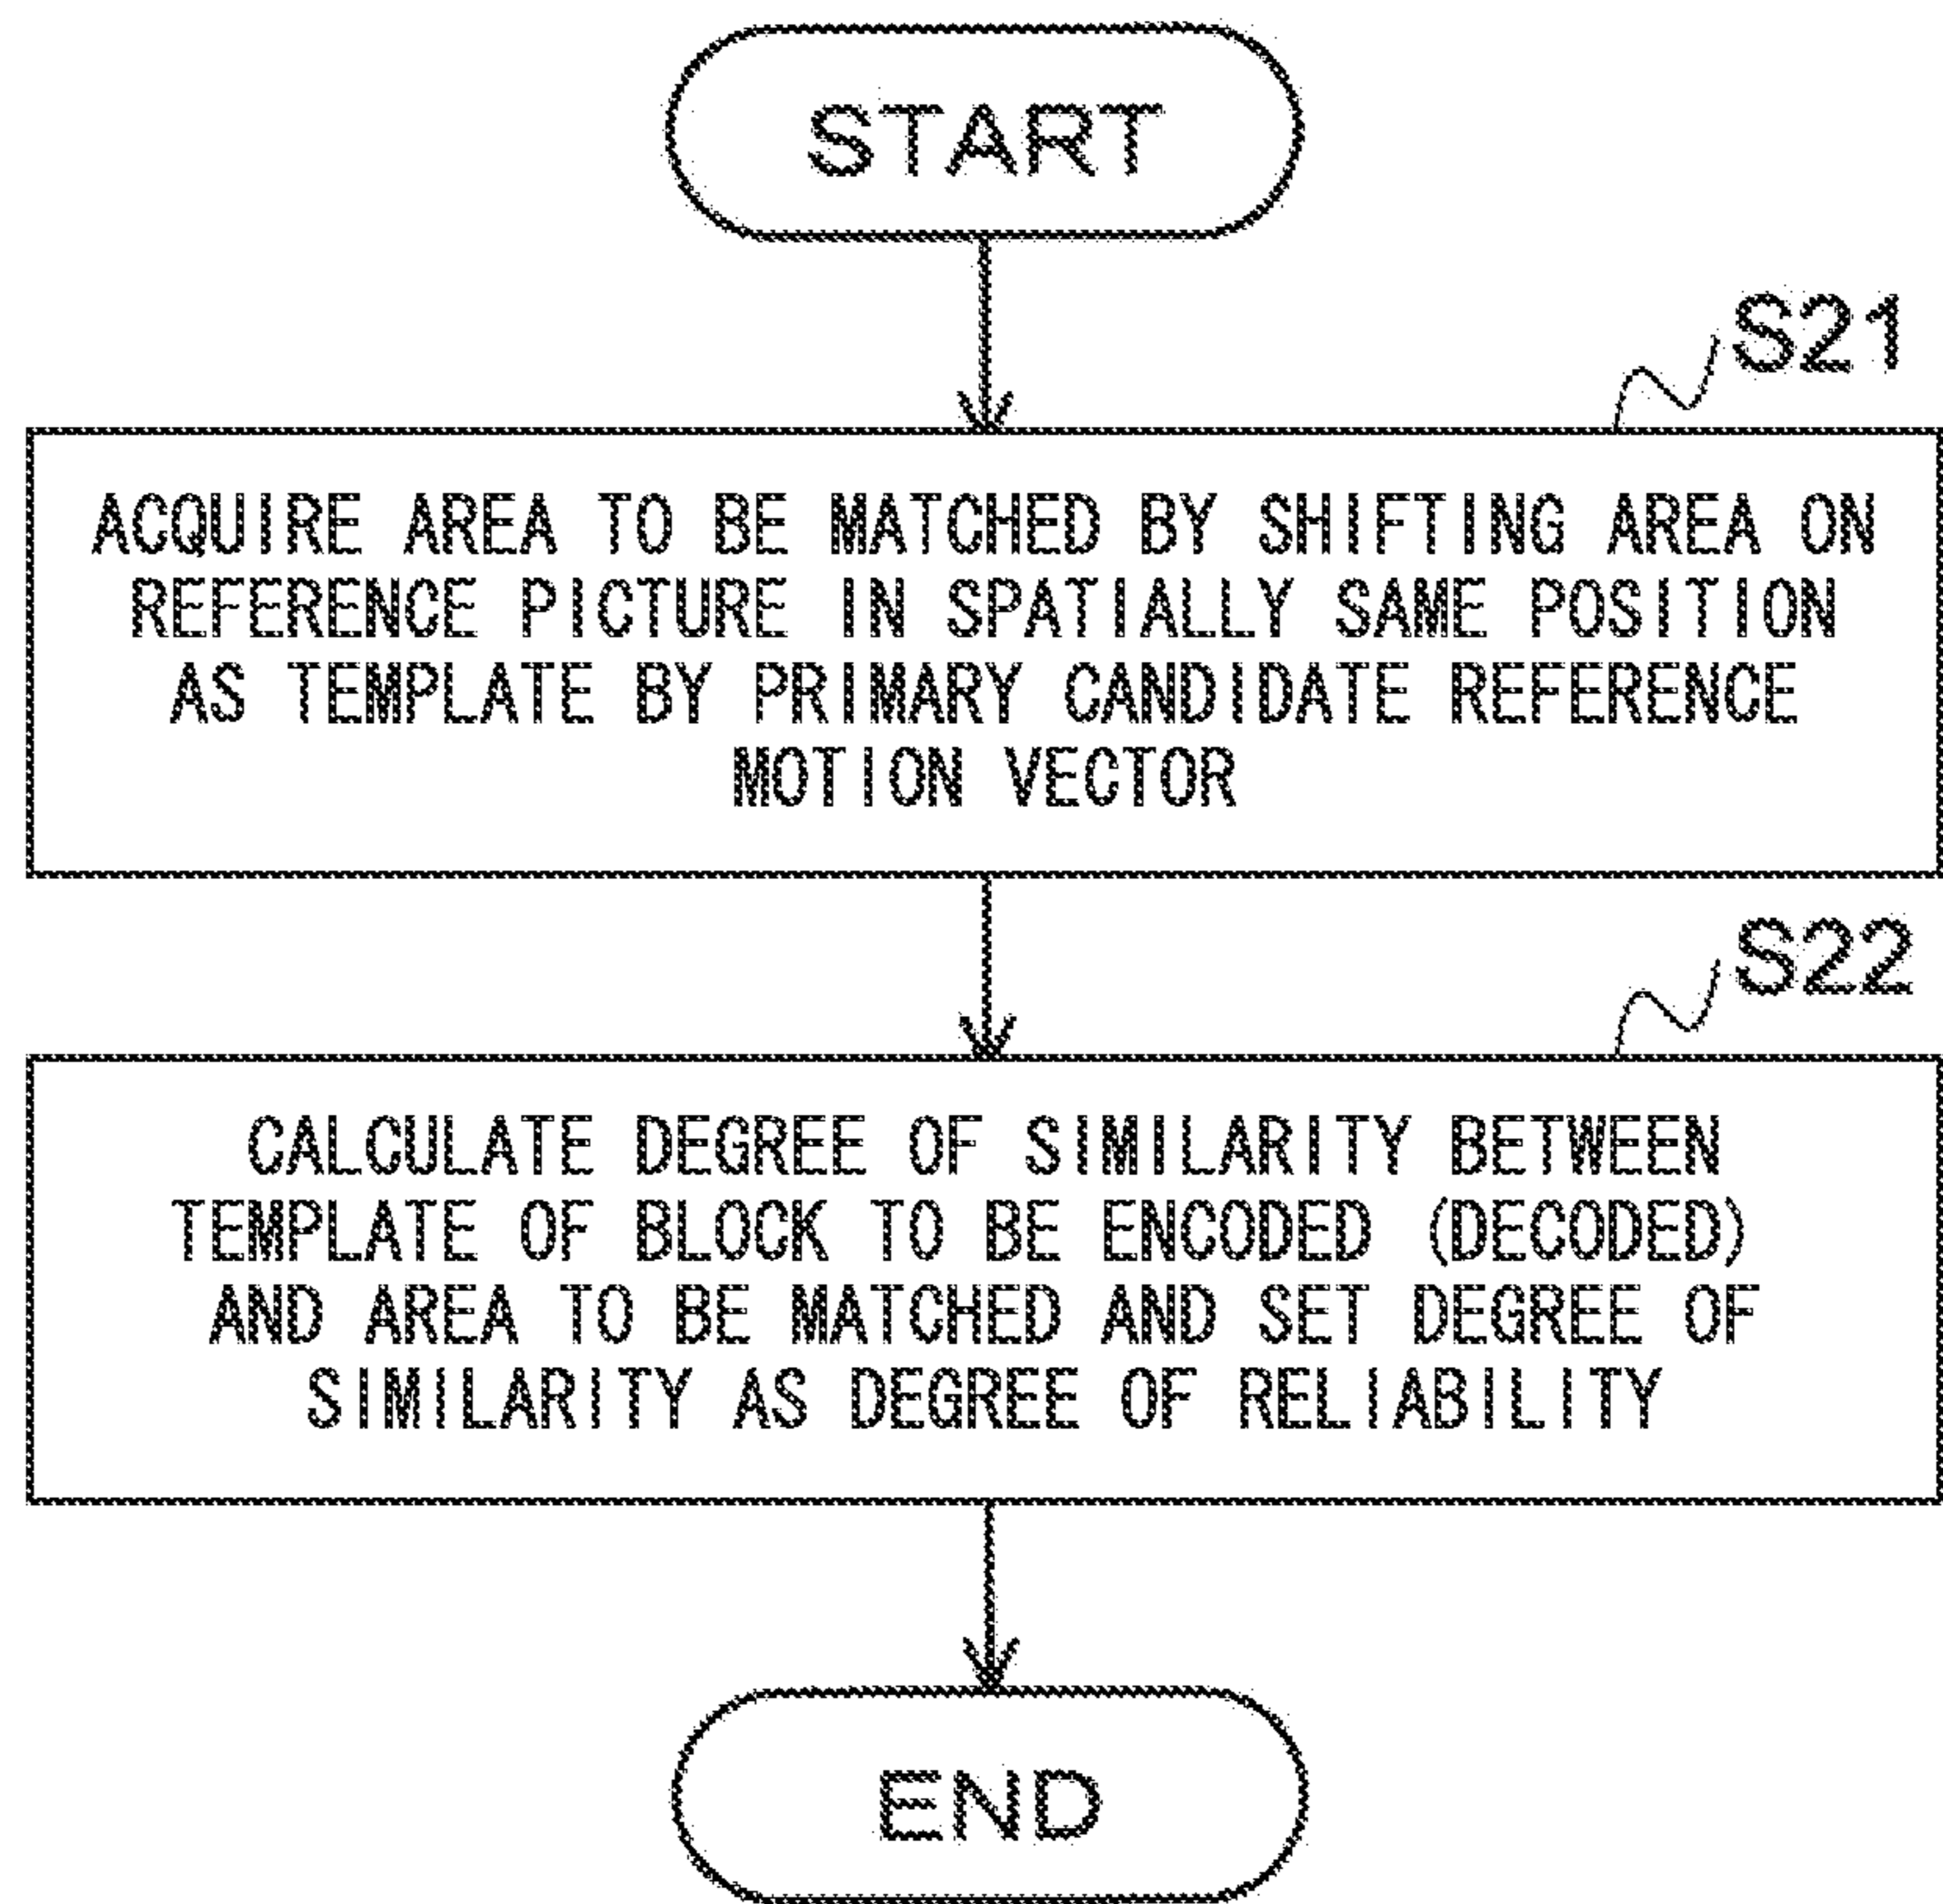 START
S21
ACQUIRE AREA TO BE MATCHED BY SHIFTING AREA ON
REFERENCE PICTURE IN SPATIALLY SAME POSITION
AS TEMPLATE BY PRIMARY CANDIDATE REFERENCE
MOTION VECTOR
S22
CALCULATE DEGREE OF SIMILARITY BETWEEN
TEMPLATE OF BLOCK TO BE ENCODED (DECODED)
AND AREA TO BE MATCHED AND SET DEGREE OF
SIMILARITY AS DEGREE OF RELIABILITY
END